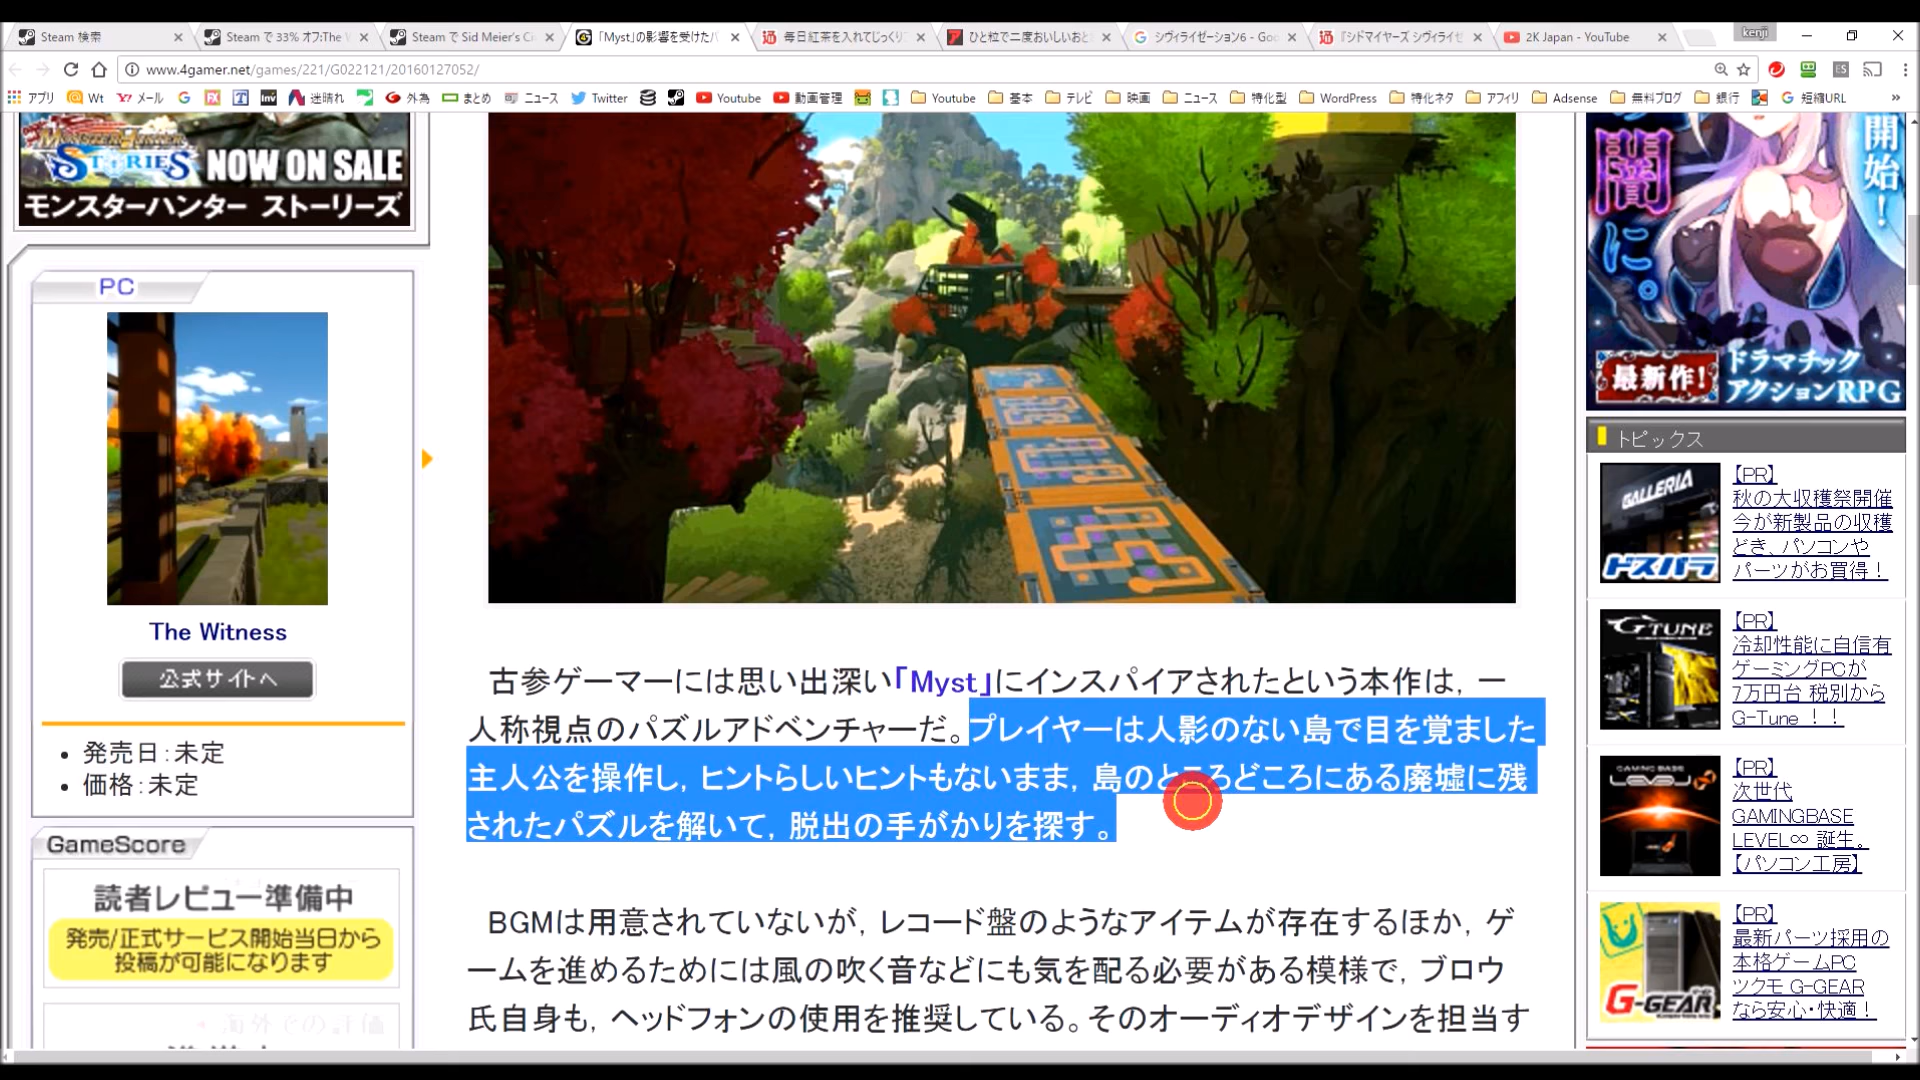 Steam 検索
Steam で 33% オフ:The W
Steam で Sid Meier's Ci
「Myst」の影響を受けたパ
毎日紅茶を入れてじっくり
ひと粒で二度おいしいおと
シヴィライゼーション6 - Goo
『シドマイヤーズ シヴィライゼ
2K Japan - YouTube
kenji
www.4gamer.net/games/221/G022121/20160127052/
アプリ Wt メール 迷晴れ 外為 まとめ ニュース Twitter Youtube 動画管理 Youtube 基本 テレビ 映画 ニュース 特化型 WordPress 特化ネタ アフィリ Adsense 無料ブログ 銀行 短縮URL
MONSTER HUNTER
STORIES NOW ON SALE
モンスターハンター ストーリーズ
PC
The Witness
公式サイトへ
発売日：未定
価格：未定
GameScore
読者レビュー準備中
発売/正式サービス開始当日から
投稿が可能になります
海外での評価
古参ゲーマーには思い出深い「Myst」にインスパイアされたという本作は，一
人称視点のパズルアドベンチャーだ。プレイヤーは人影のない島で目を覚ました
主人公を操作し，ヒントらしいヒントもないまま，島のところどころにある廃墟に残
されたパズルを解いて，脱出の手がかりを探す。
BGMは用意されていないが，レコード盤のようなアイテムが存在するほか，ゲ
ームを進めるためには風の吹く音などにも気を配る必要がある模様で，ブロウ
氏自身も，ヘッドフォンの使用を推奨している。そのオーディオデザインを担当す
開始！
闇に。
最新作！
ドラマチック
アクションRPG
トピックス
GALLERIA
ドスパラ
【PR】
秋の大収穫祭開催
今が新製品の収穫
どき、パソコンや
パーツがお買得！
G-TUNE
【PR】
冷却性能に自信有
ゲーミングPCが
7万円台 税別から
G-Tune ！！
GAMING BASE
LEVEL∞
【PR】
次世代
GAMINGBASE
LEVEL∞ 誕生。
【パソコン工房】
G-GEAR
【PR】
最新パーツ採用の
本格ゲームPC
ツクモ G-GEAR
なら安心・快適！